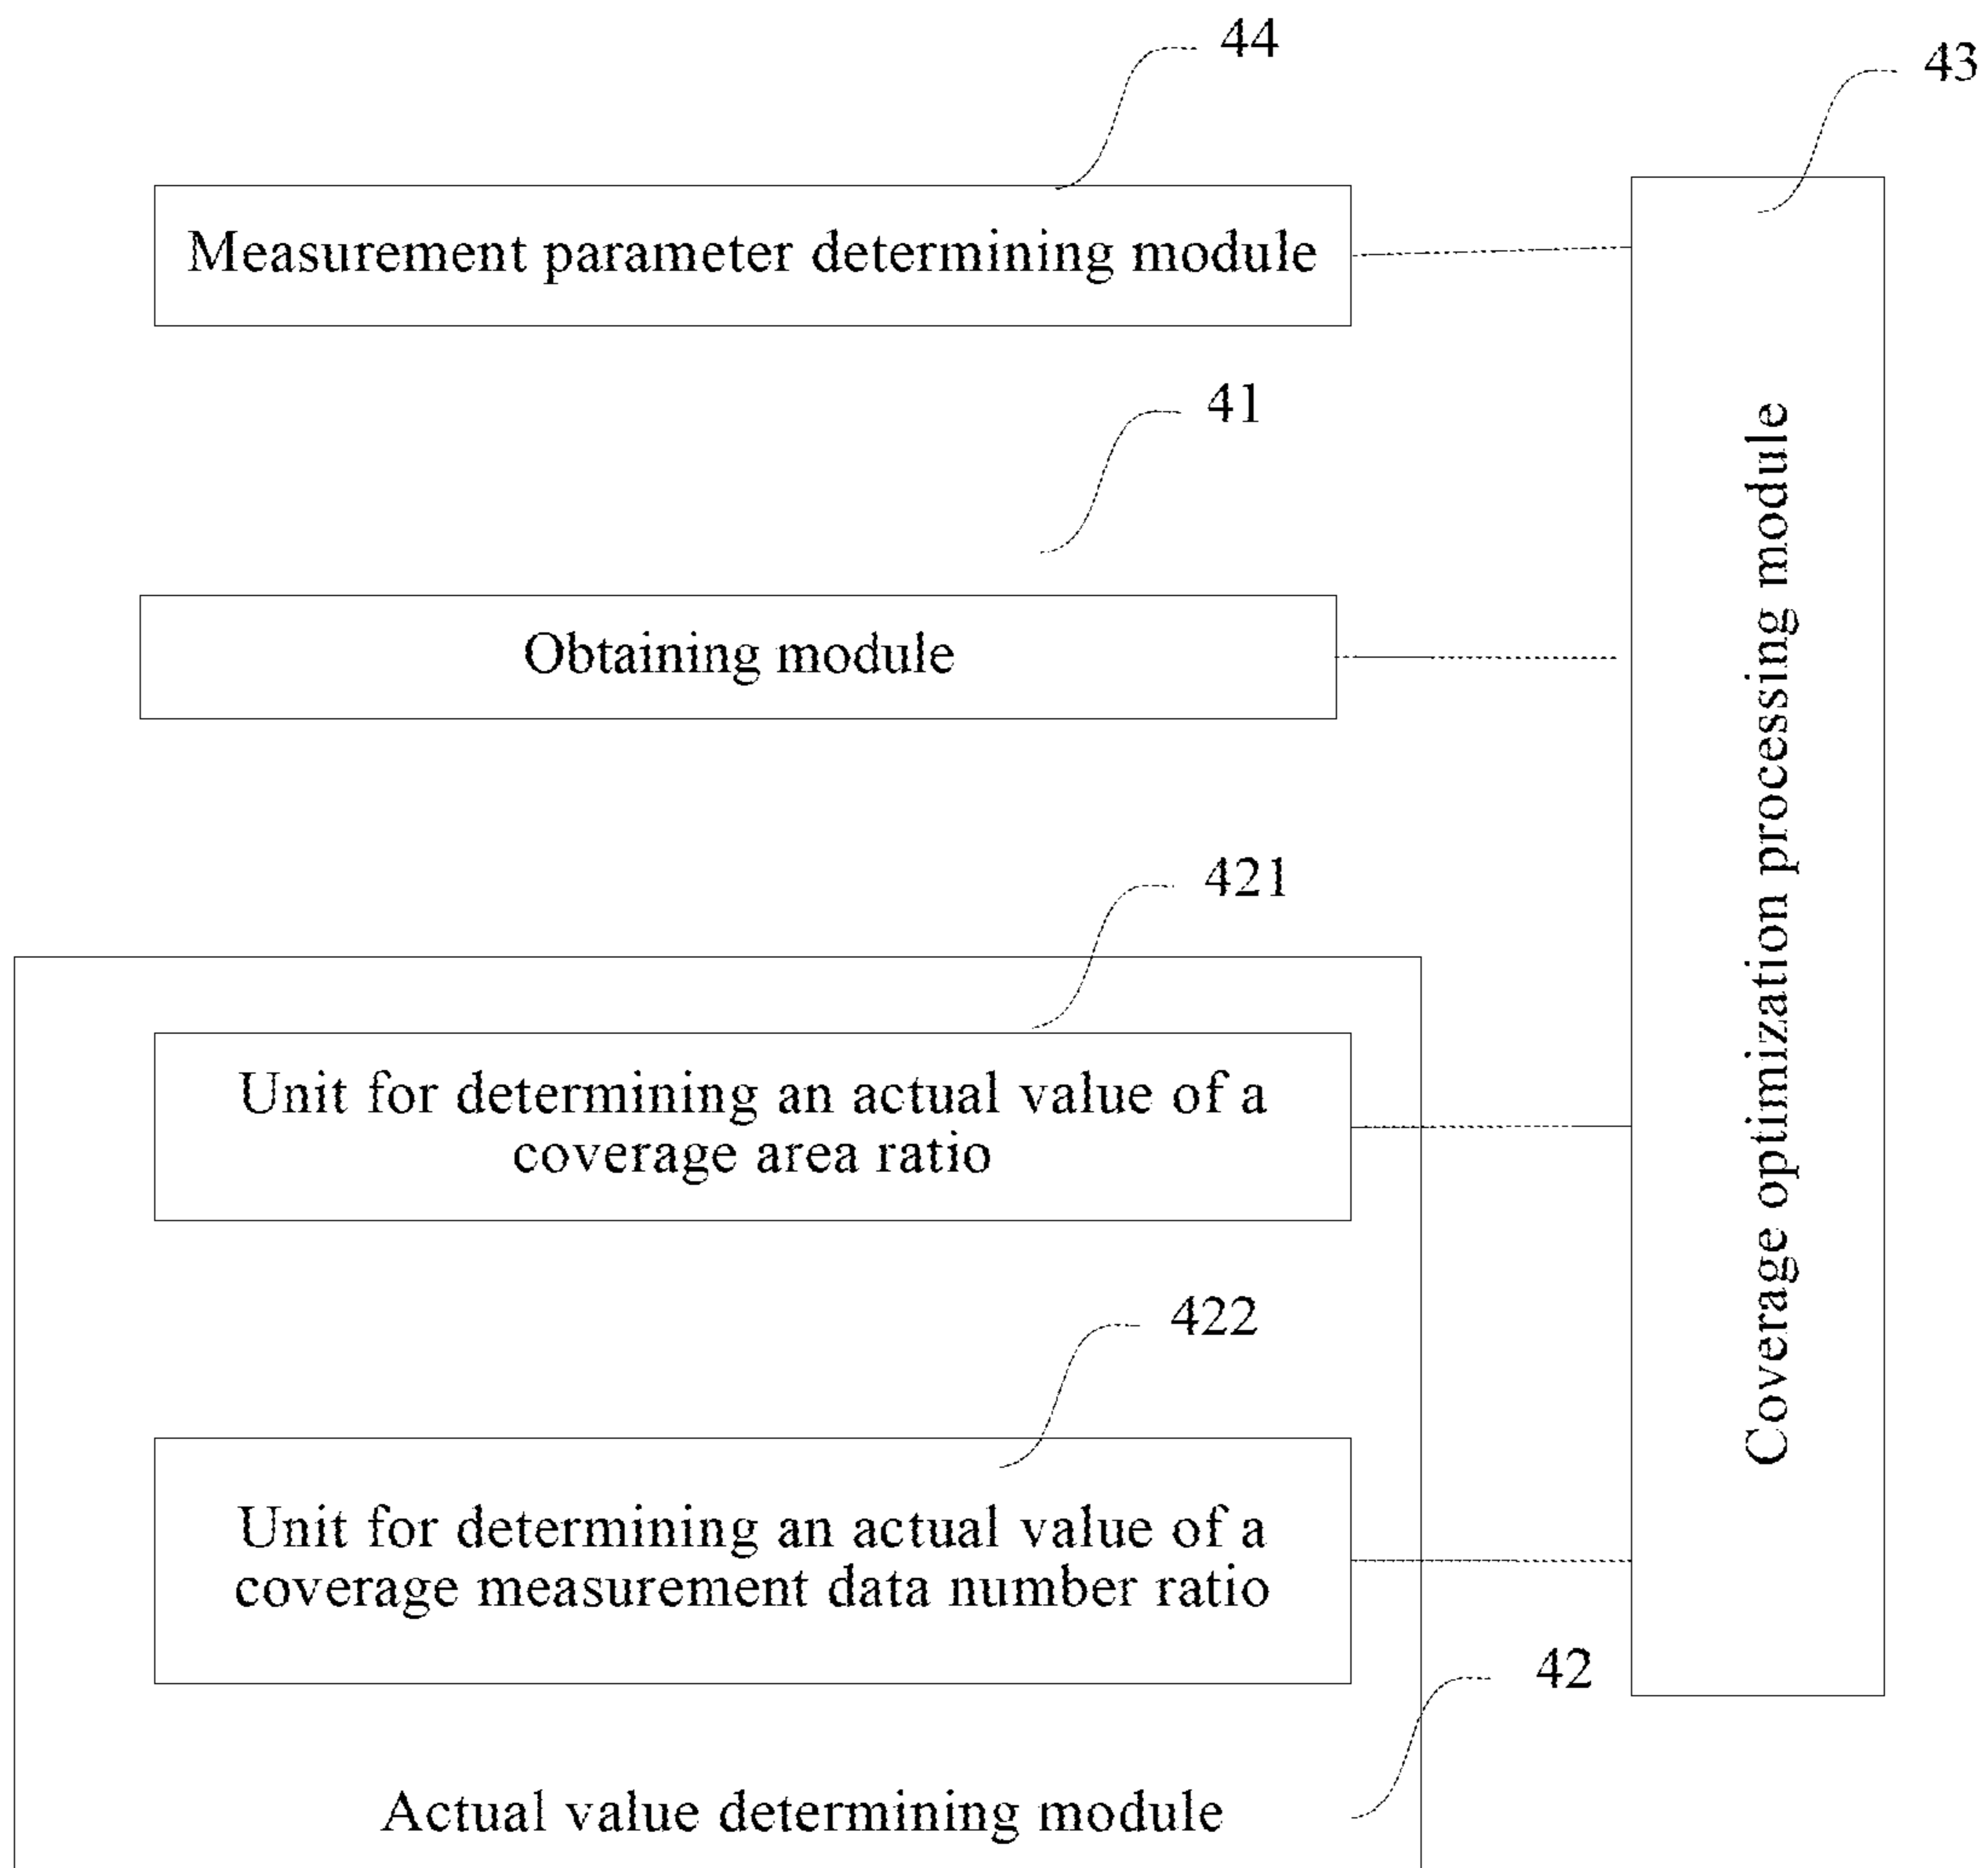 44
43
Measurement parameter determining module
41
Obtaining module
Coverage optimization processing module
421
Unit for determining an actual value of a
coverage area ratio
422
Unit for determining an actual value of a
coverage measurement data number ratio
42
Actual value determining module